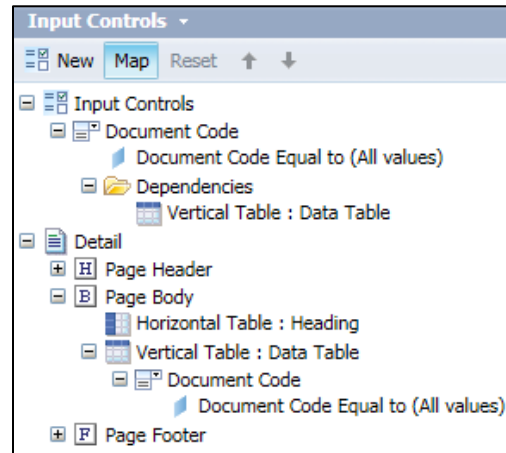 Input Controls
New Map Reset
Input Controls
Document Code
Document Code Equal to (All values)
Dependencies
Vertical Table : Data Table
Detail
H Page Header
B Page Body
Horizontal Table : Heading
Vertical Table : Data Table
Document Code
Document Code Equal to (All values)
F Page Footer